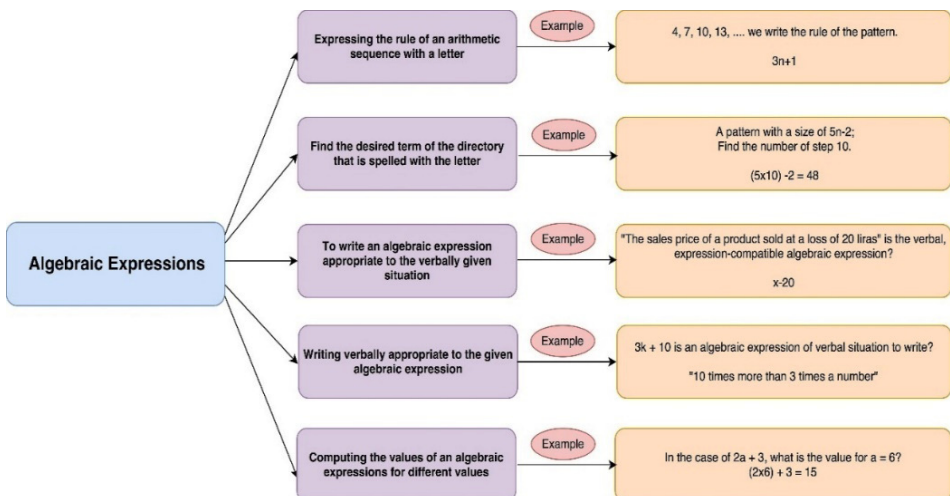 Algebraic Expressions
Expressing the rule of an arithmetic
sequence with a letter
Example
4, 7, 10, 13, .... we write the rule of the pattern.
3n+1
Find the desired term of the directory
that is spelled with the letter
Example
A pattern with a size of 5n-2;
Find the number of step 10.
(5x10) -2 = 48
To write an algebraic expression
appropriate to the verbally given
situation
Example
"The sales price of a product sold at a loss of 20 liras" is the verbal,
expression-compatible algebraic expression?
x-20
Writing verbally appropriate to the given
algebraic expression
Example
3k + 10 is an algebraic expression of verbal situation to write?
"10 times more than 3 times a number"
Computing the values of an algebraic
expressions for different values
Example
In the case of 2a + 3, what is the value for a = 6?
(2x6) + 3 = 15